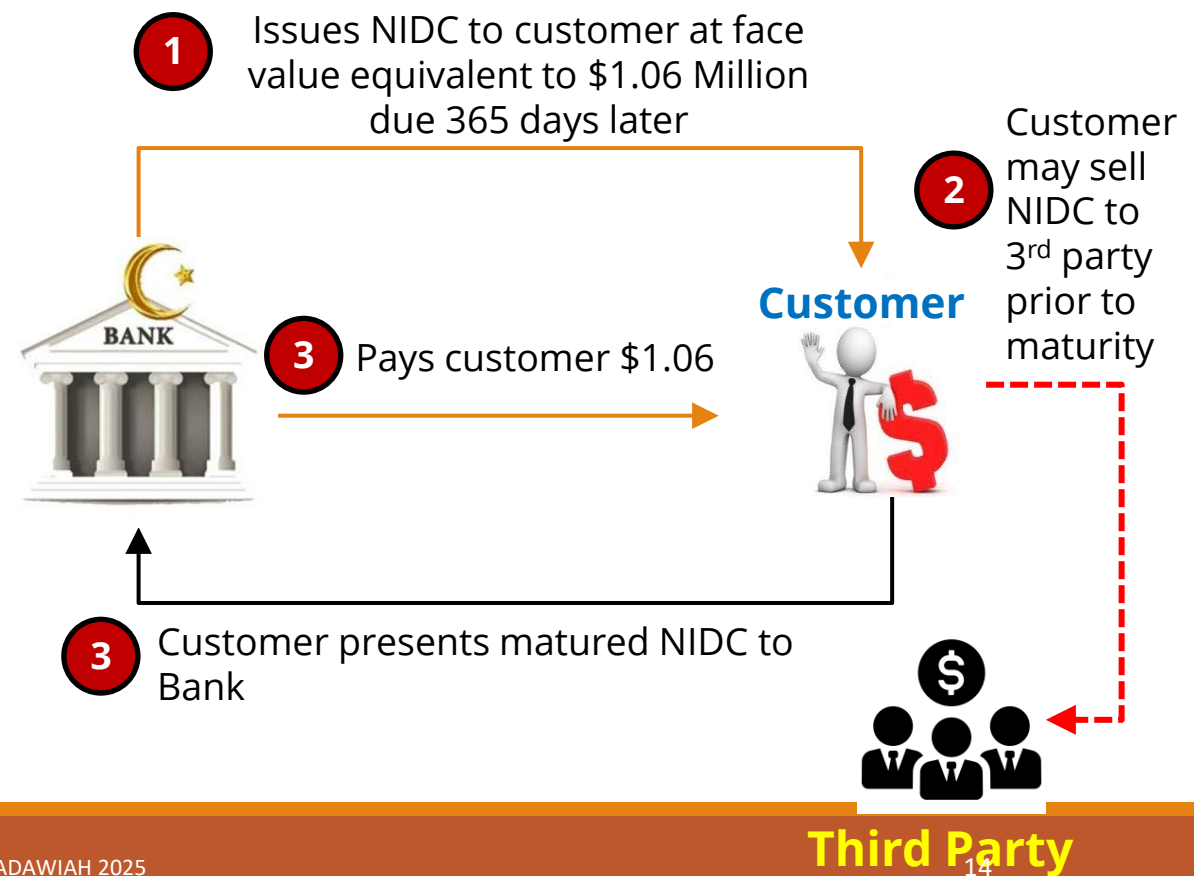 1
Issues NIDC to customer at face
value equivalent to $1.06 Million
due 365 days later
2
Customer
may sell
NIDC to
3rd party
prior to
maturity
BANK
Customer
3
Pays customer $1.06
$
3
Customer presents matured NIDC to
Bank
$
Third Party
ADAWIAH 2025
14